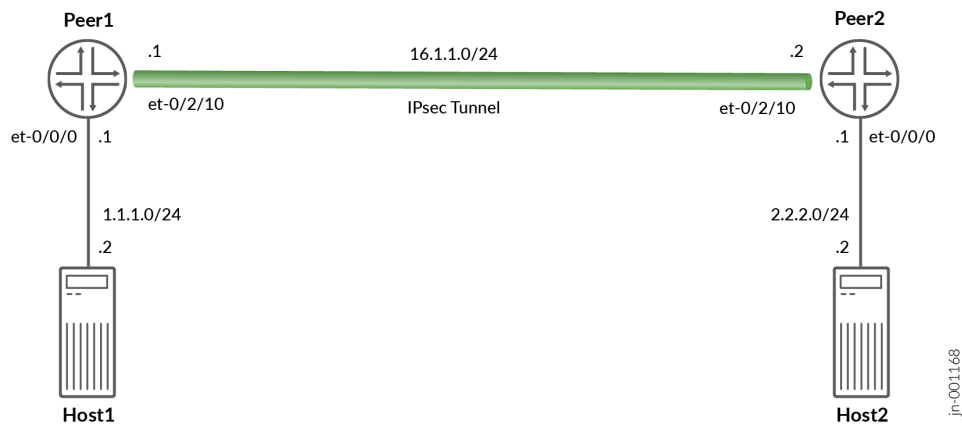 Peer1
Peer2
.1
16.1.1.0/24
.2
et-0/2/10
IPsec Tunnel
et-0/2/10
et-0/0/0
.1
.1
et-0/0/0
1.1.1.0/24
2.2.2.0/24
.2
.2
Host1
Host2
jn-001168